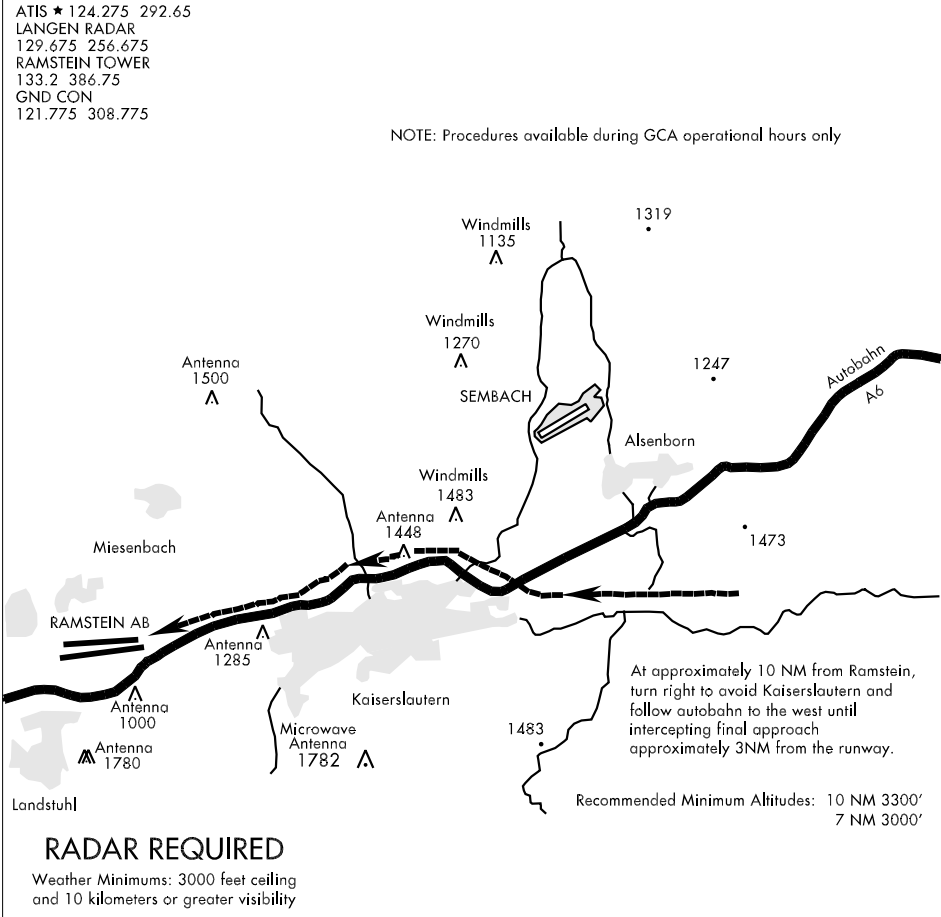 ATIS ★ 124.275 292.65
LANGEN RADAR
129.675 256.675
RAMSTEIN TOWER
133.2 386.75
GND CON
121.775 308.775
NOTE: Procedures available during GCA operational hours only
1319
Windmills
1135
Windmills
1270
Antenna
1500
1247
Autobahn
A6
SEMBACH
Alsenborn
Windmills
1483
Antenna
1448
1473
Miesenbach
RAMSTEIN AB
Antenna
1285
At approximately 10 NM from Ramstein,
turn right to avoid Kaiserslautern and
follow autobahn to the west until
intercepting final approach
approximately 3NM from the runway.
Kaiserslautern
Antenna
1000
Microwave
Antenna
1782
1483
Antenna
1780
Landstuhl
Recommended Minimum Altitudes: 10 NM 3300'
7 NM 3000'
RADAR REQUIRED
Weather Minimums: 3000 feet ceiling
and 10 kilometers or greater visibility